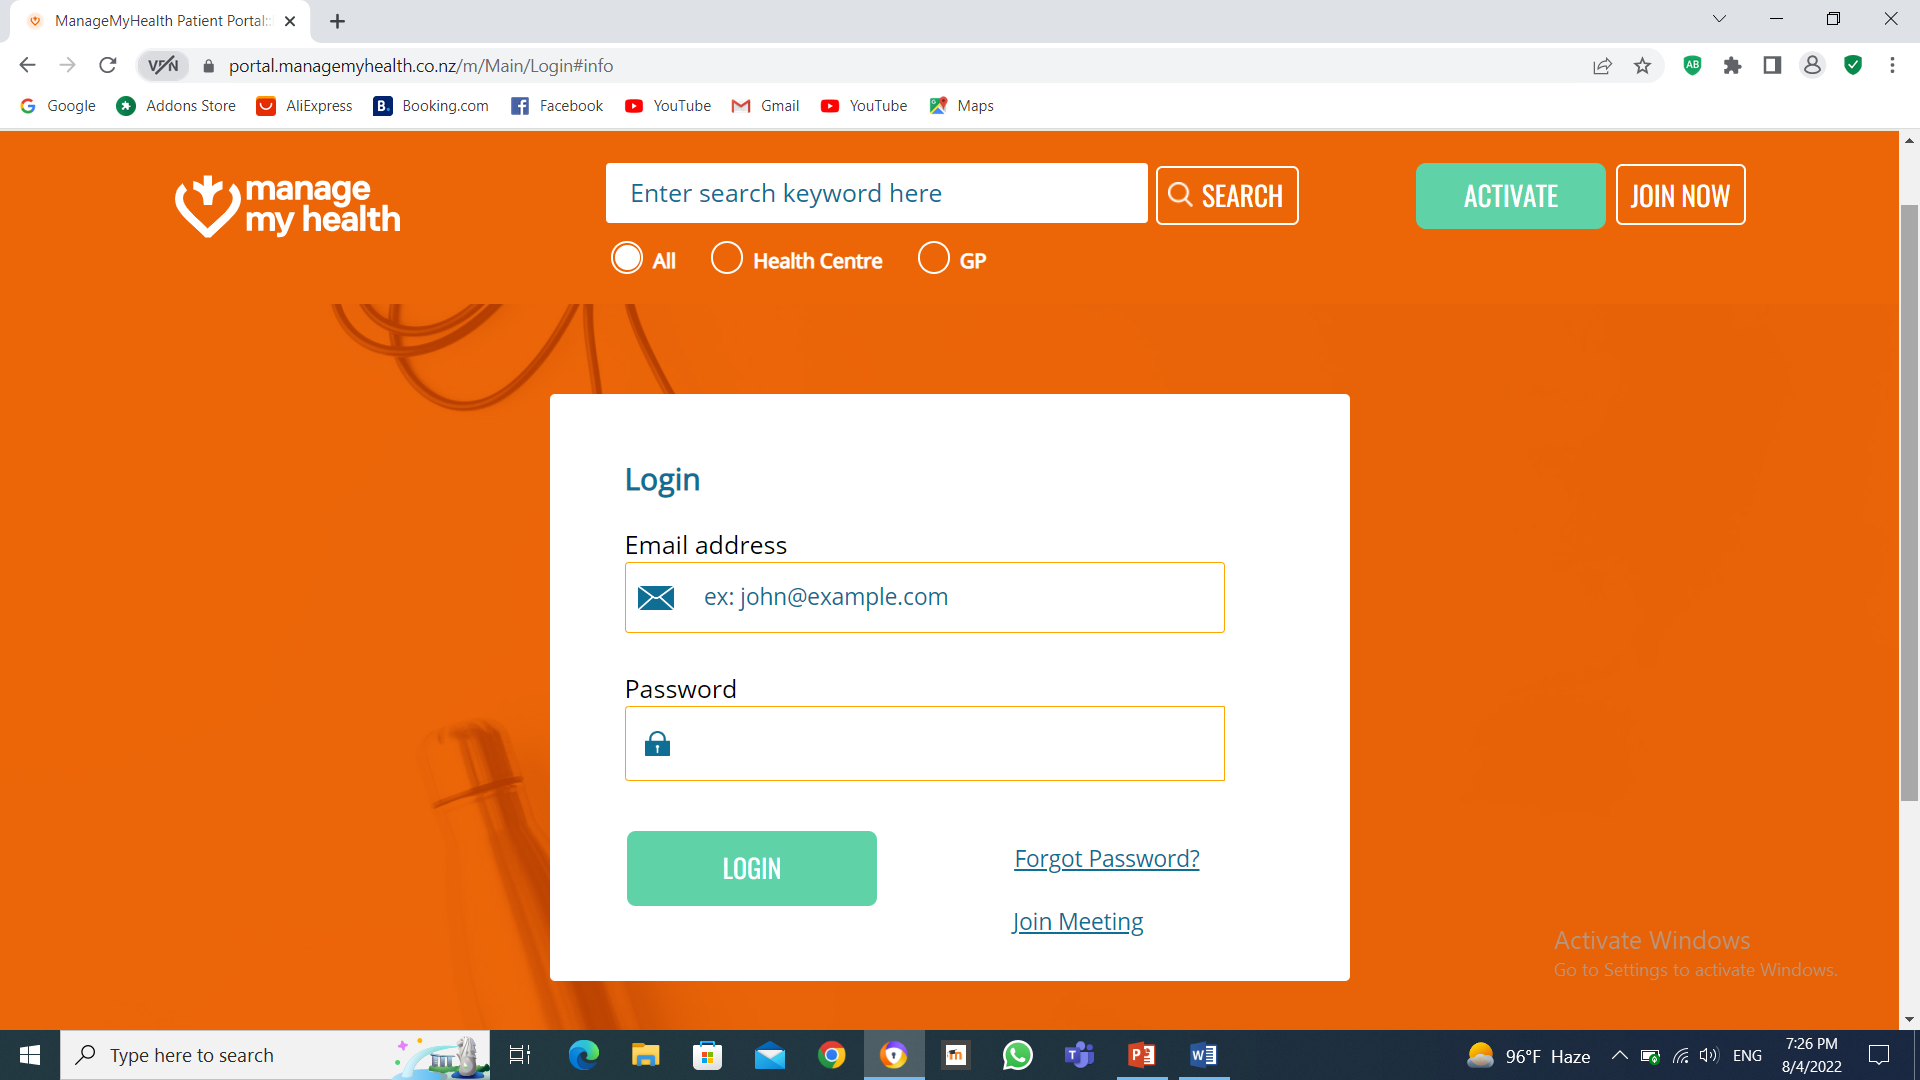 ManageMyHealth Patient Portal::
VPN
portal.managemyhealth.co.nz/m/Main/Login#info
AB
Google Addons Store AliExpress B. Booking.com Facebook YouTube Gmail YouTube Maps
manage
my health
Enter search keyword here
SEARCH
ACTIVATE
JOIN NOW
All Health Centre GP
Login
Email address
ex: john@example.com
Password
LOGIN
Forgot Password?
Join Meeting
Activate Windows
Go to Settings to activate Windows.
Type here to search
96°F Haze
ENG
7:26 PM
8/4/2022